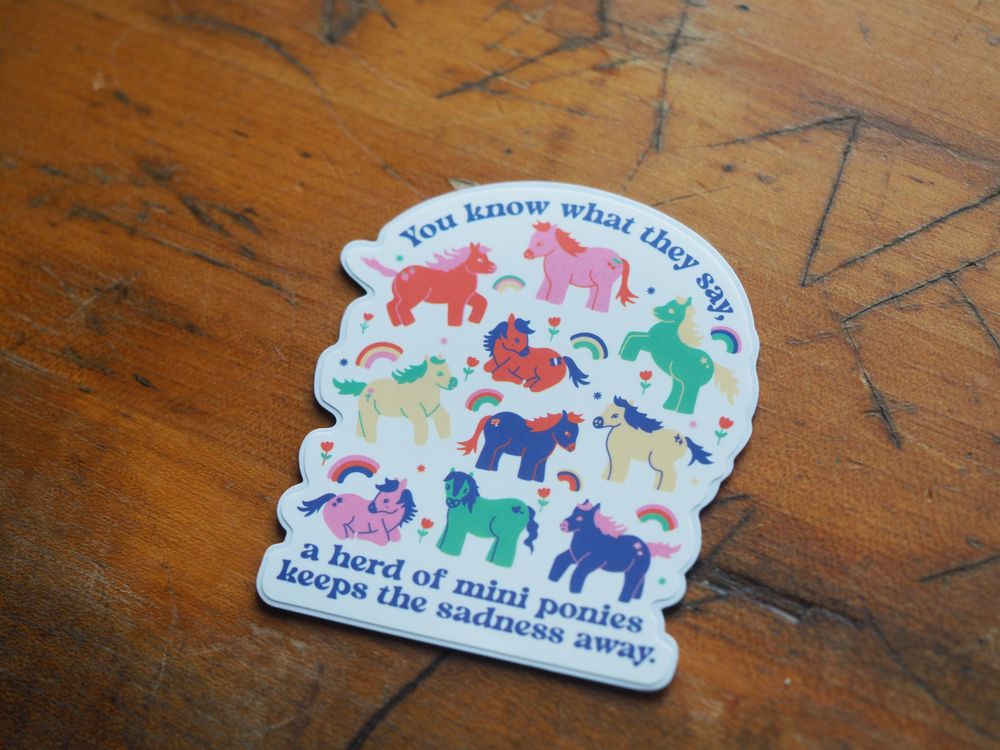 You know what they say,
a herd of mini ponies
keeps the sadness away.